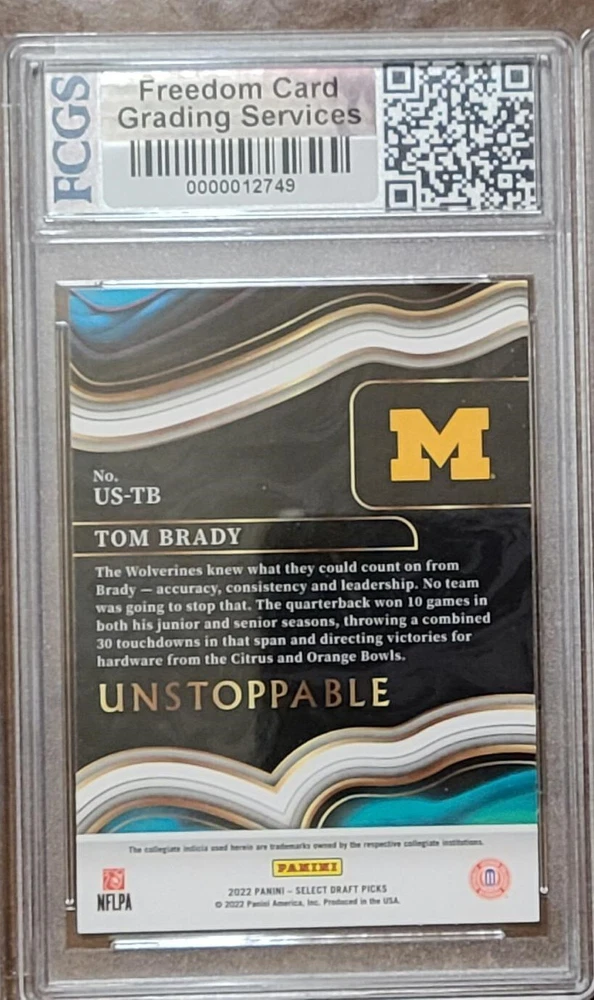 FCGS
Freedom Card
Grading Services
0000012749
M
No.
US-TB
TOM BRADY
The Wolverines knew what they could count on from
Brady — accuracy, consistency and leadership. No team
was going to stop that. The quarterback won 10 games in
both his junior and senior seasons, throwing a combined
30 touchdowns in that span and directing victories for
hardware from the Citrus and Orange Bowls.
UNSTOPPABLE
The collegiate indicia used herein are trademarks owned by the respective collegiate institutions.
PANINI
NFLPA
2022 PANINI – SELECT DRAFT PICKS
© 2022 Panini America, Inc. Produced in the USA.